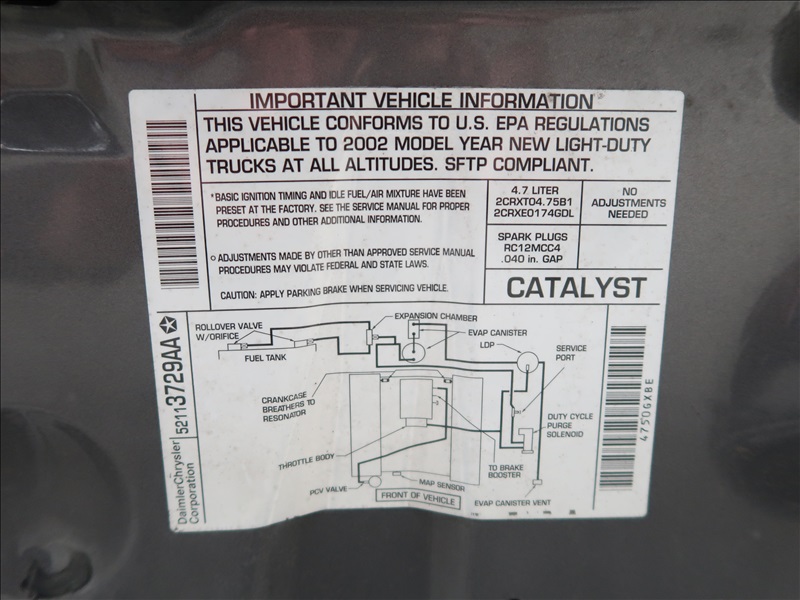 IMPORTANT VEHICLE INFORMATION
THIS VEHICLE CONFORMS TO U.S. EPA REGULATIONS
APPLICABLE TO 2002 MODEL YEAR NEW LIGHT-DUTY
TRUCKS AT ALL ALTITUDES. SFTP COMPLIANT.
*BASIC IGNITION TIMING AND IDLE FUEL/AIR MIXTURE HAVE BEEN
PRESET AT THE FACTORY. SEE THE SERVICE MANUAL FOR PROPER
PROCEDURES AND OTHER ADDITIONAL INFORMATION.
ADJUSTMENTS MADE BY OTHER THAN APPROVED SERVICE MANUAL
PROCEDURES MAY VIOLATE FEDERAL AND STATE LAWS.
CAUTION: APPLY PARKING BRAKE WHEN SERVICING VEHICLE.
4.7 LITER
2CRXT04.75B1
2CRXE0174GDL
NO
ADJUSTMENTS
NEEDED
SPARK PLUGS
RC12MCC4
.040 in. GAP
CATALYST
ROLLOVER VALVE
W/ORIFICE
FUEL TANK
EXPANSION CHAMBER
EVAP CANISTER
LDP
SERVICE
PORT
CRANKCASE
BREATHERS TO
RESONATOR
DUTY CYCLE
PURGE
SOLENOID
THROTTLE BODY
TO BRAKE
BOOSTER
MAP SENSOR
PCV VALVE
FRONT OF VEHICLE
EVAP CANISTER VENT
DaimlerChrysler
Corporation
52113729AA
4750GXBE